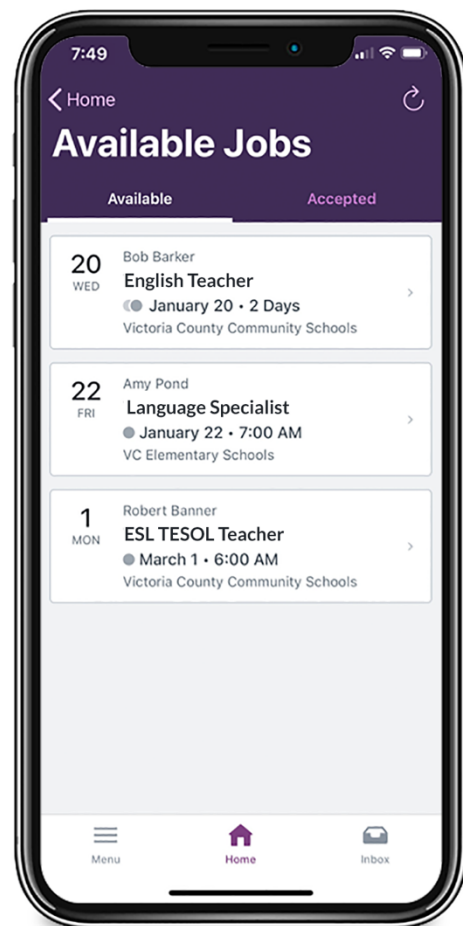 7:49
Home
Available Jobs
Available Accepted
20
WED
Bob Barker
English Teacher
January 20 • 2 Days
Victoria County Community Schools
22
FRI
Amy Pond
Language Specialist
January 22 • 7:00 AM
VC Elementary Schools
1
MON
Robert Banner
ESL TESOL Teacher
March 1 • 6:00 AM
Victoria County Community Schools
Menu Home Inbox